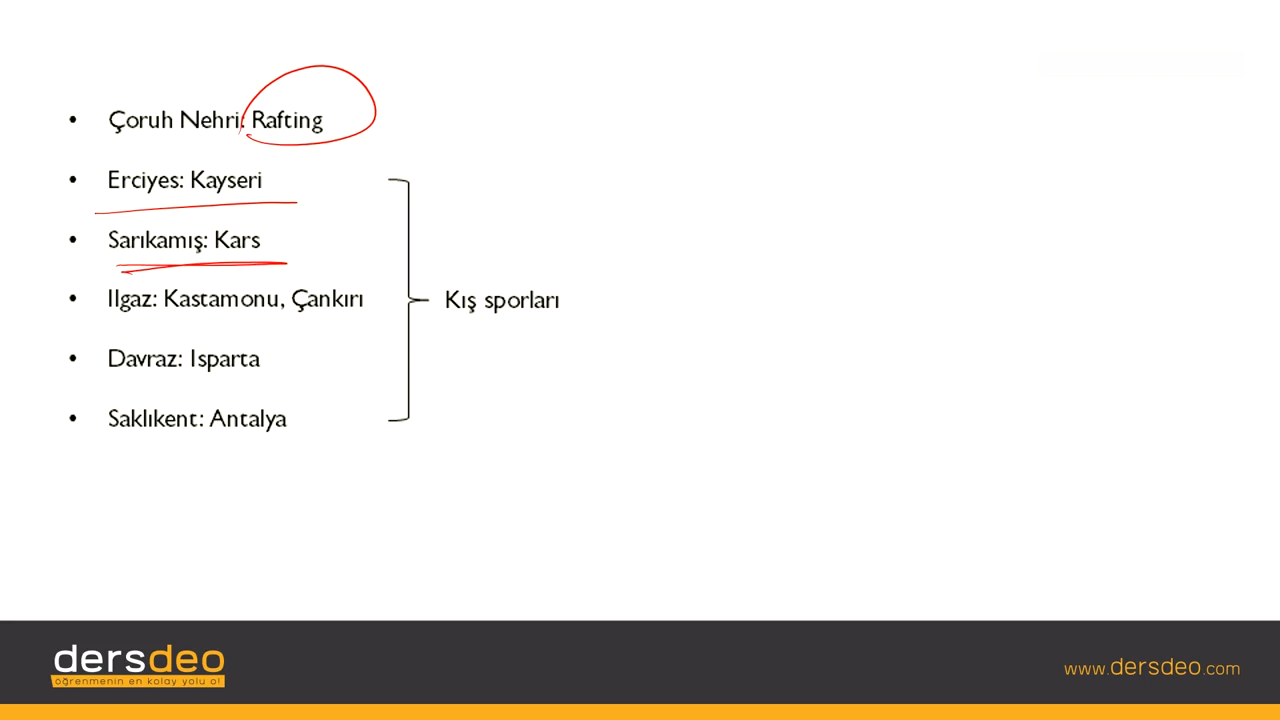 • Çoruh Nehri: Rafting
• Erciyes: Kayseri
• Sarıkamış: Kars
• Ilgaz: Kastamonu, Çankırı
• Davraz: Isparta
• Saklıkent: Antalya
Kış sporları
dersdeo
öğrenmenin en kolay yolu o!
www.dersdeo.com